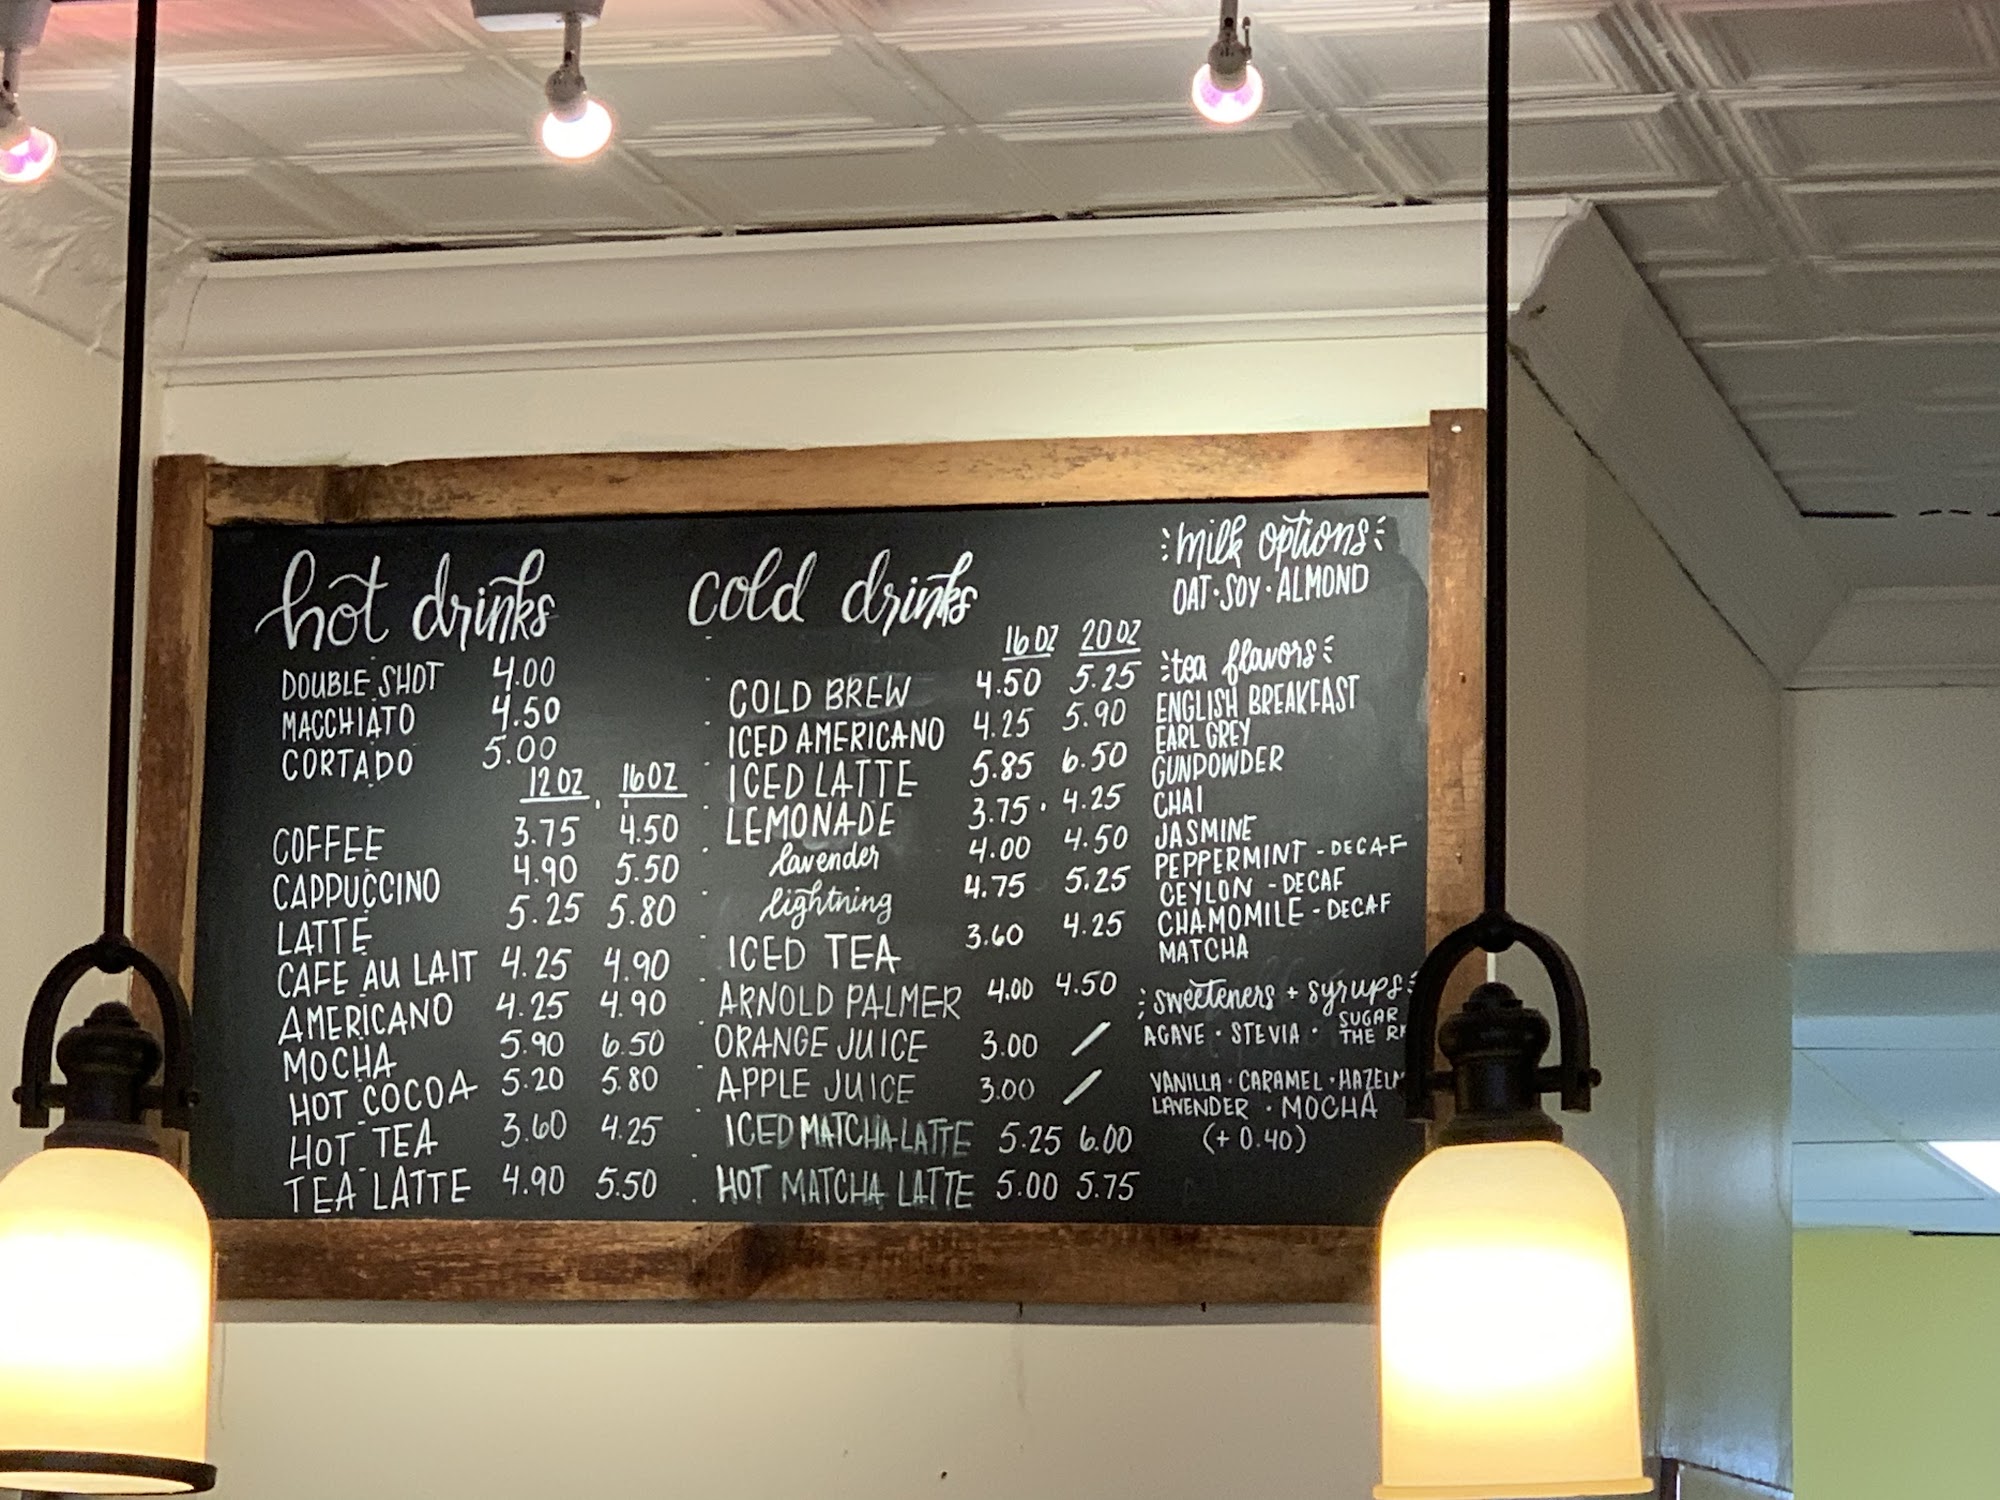 hot drinks
DOUBLE SHOT 4.00
MACCHIATO 4.50
CORTADO 5.00
12 OZ 16 OZ
COFFEE 3.75 4.50
CAPPUCCINO 4.90 5.50
LATTE 5.25 5.80
CAFE AU LAIT 4.25 4.90
AMERICANO 4.25 4.90
MOCHA 5.90 6.50
HOT COCOA 5.20 5.80
HOT TEA 3.60 4.25
TEA LATTE 4.90 5.50
cold drinks
16 OZ 20 OZ
COLD BREW 4.50 5.25
ICED AMERICANO 4.25 5.90
ICED LATTE 5.85 6.50
LEMONADE 3.75 4.25
lavender 4.00 4.50
lightning 4.75 5.25
ICED TEA 3.60 4.25
ARNOLD PALMER 4.00 4.50
ORANGE JUICE 3.00 /
APPLE JUICE 3.00 /
ICED MATCHA LATTE 5.25 6.00
HOT MATCHA LATTE 5.00 5.75
milk options
OAT · SOY · ALMOND
tea flavors
ENGLISH BREAKFAST
EARL GREY
GUNPOWDER
CHAI
JASMINE
PEPPERMINT - DECAF
CEYLON - DECAF
CHAMOMILE - DECAF
MATCHA
sweeteners + syrups
AGAVE · STEVIA · SUGAR
THE
VANILLA · CARAMEL ·
LAVENDER · MOCHA
(+ 0.40)